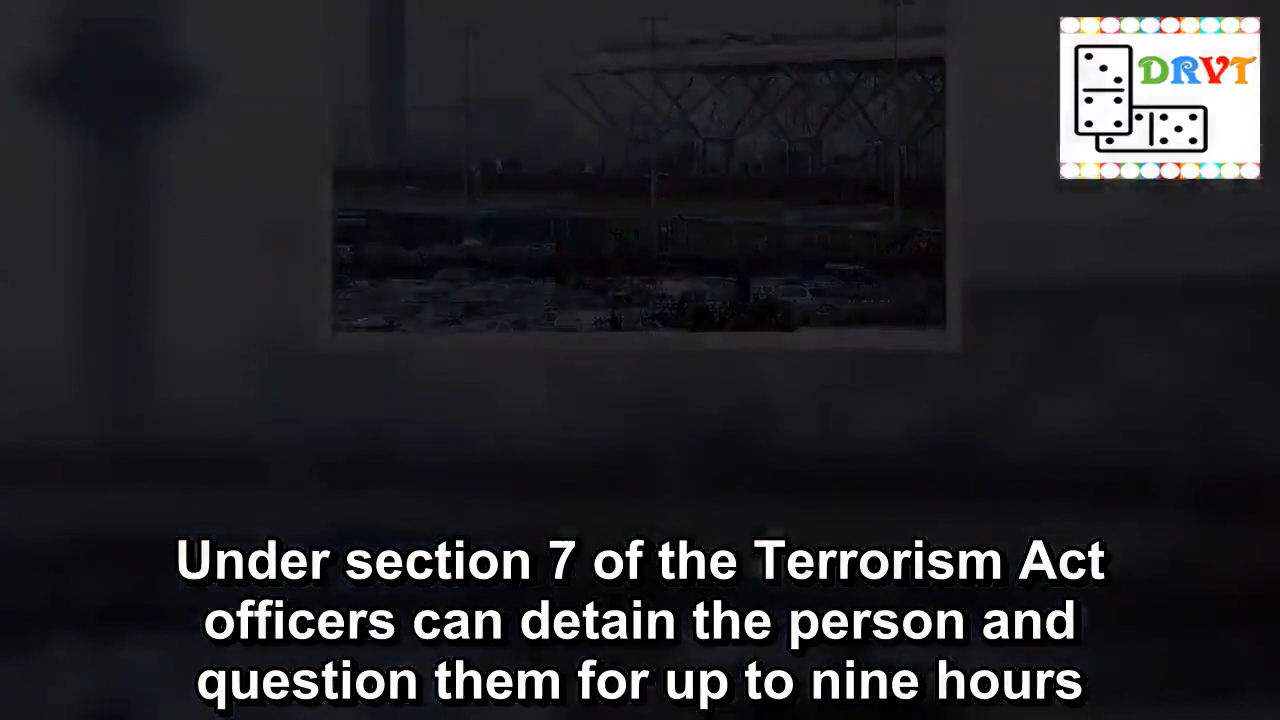 DRVT
Under section 7 of the Terrorism Act
officers can detain the person and
question them for up to nine hours